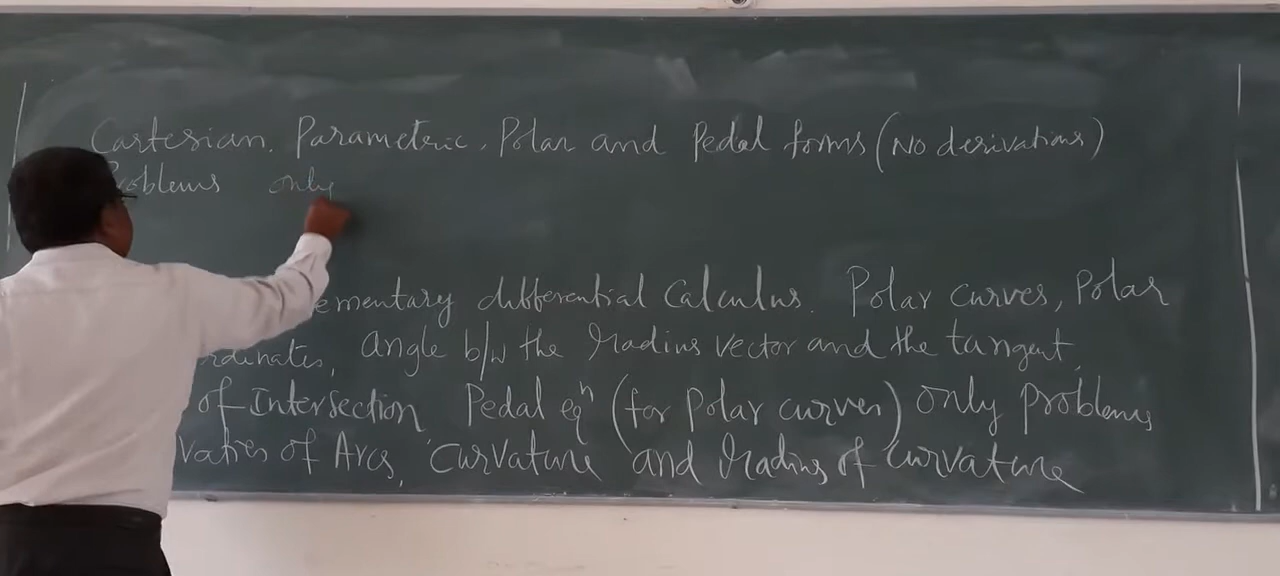 Cartesian. Parametric, Polar and Pedal forms (No derivations)
Problems only
ementary differential Calculus. Polar curves, Polar
rdinates, angle b/w the radius vector and the tangent,
of Intersection Pedal eqⁿ (for Polar curves) only problems
vaties of Arcs, Curvature and radius of Curvature